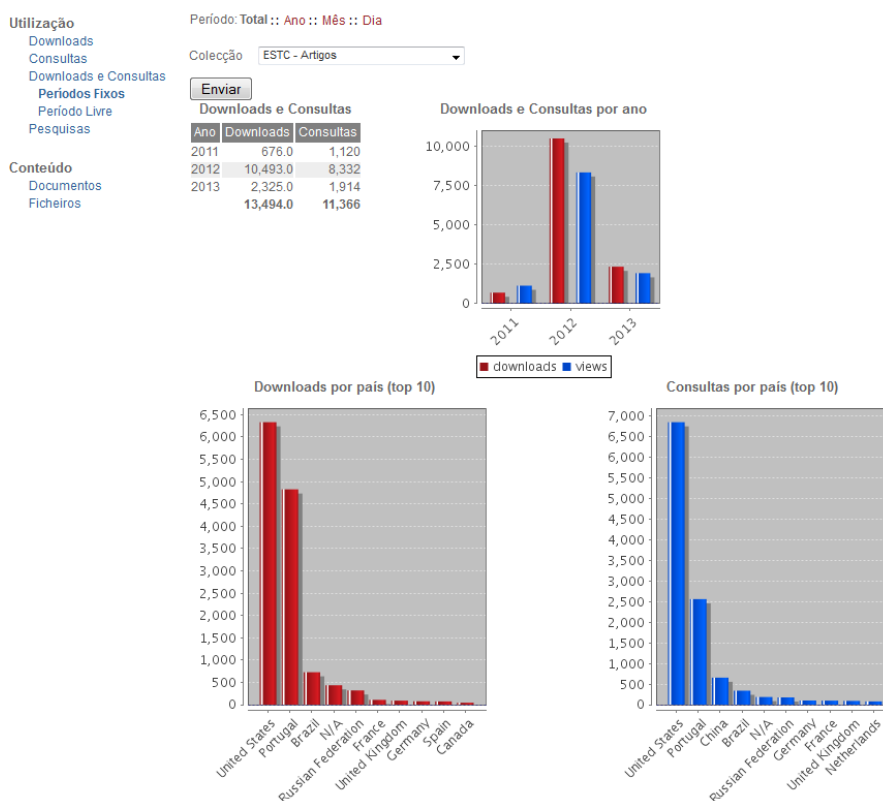 Utilização
Downloads
Consultas
Downloads e Consultas
Periodos Fixos
Período Livre
Pesquisas
Conteúdo
Documentos
Ficheiros
Período: Total :: Ano :: Mês :: Dia
Colecção ESTC - Artigos
Enviar
Downloads e Consultas
Ano Downloads Consultas
2011 676.0 1,120
2012 10,493.0 8,332
2013 2,325.0 1,914
13,494.0 11,366
Downloads e Consultas por ano
10,000
7,500
5,000
2,500
0
2011 2012 2013
downloads views
Downloads por país (top 10)
6,500
6,000
5,500
5,000
4,500
4,000
3,500
3,000
2,500
2,000
1,500
1,000
500
0
United States
Portugal
Brazil
N/A
Russian Federation
France
United Kingdom
Germany
Spain
Canada
Consultas por país (top 10)
7,000
6,500
6,000
5,500
5,000
4,500
4,000
3,500
3,000
2,500
2,000
1,500
1,000
500
0
United States
Portugal
China
Brazil
N/A
Russian Federation
Germany
France
United Kingdom
Netherlands